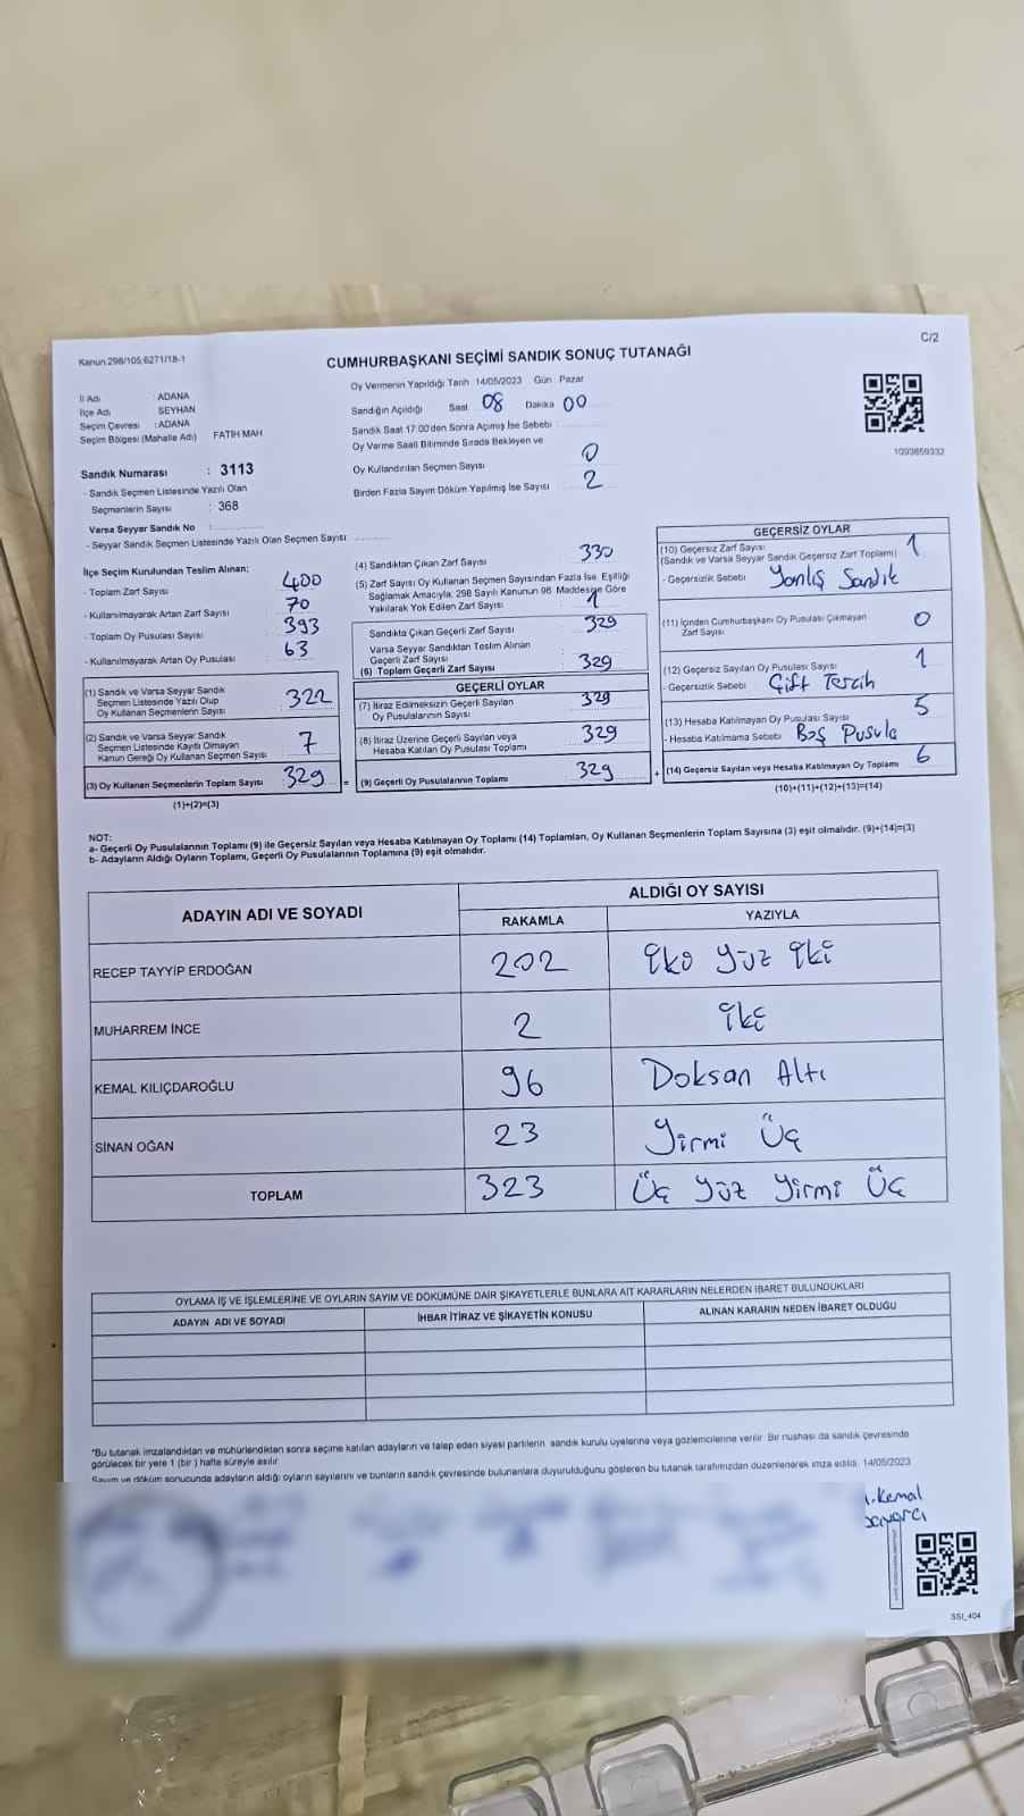 Kanun.298/105,6271/18-1
C/2
CUMHURBAŞKANI SEÇİMİ SANDIK SONUÇ TUTANAĞI
İl Adı ADANA
İlçe Adı SEYHAN
Seçim Çevresi : ADANA
Seçim Bölgesi (Mahalle Adı) FATİH MAH
Sandık Numarası : 3113
- Sandık Seçmen Listesinde Yazılı Olan
Seçmenlerin Sayısı : 368
Varsa Seyyar Sandık No :
- Seyyar Sandık Seçmen Listesinde Yazılı Olan Seçmen Sayısı
Oy Vermenin Yapıldığı Tarih 14/05/2023 Gün : Pazar
Sandığın Açıldığı Saat 08 Dakika 00
Sandık Saat 17:00'den Sonra Açımış İse Sebebi
Oy Verme Saati Bitiminde Sırada Bekleyen ve
Oy Kullandırılan Seçmen Sayısı 0
Birden Fazla Sayım Döküm Yapılmış İse Sayısı 2
1093859332
İlçe Seçim Kurulundan Teslim Alınan;
- Toplam Zarf Sayısı 400
- Kullanılmayarak Artan Zarf Sayısı 70
- Toplam Oy Pusulası Sayısı 393
- Kullanılmayarak Artan Oy Pusulası 63
(1) Sandık ve Varsa Seyyar Sandık
Seçmen Listesinde Yazılı Olup
Oy Kullanan Seçmenlerin Sayısı 322
(2) Sandık ve Varsa Seyyar Sandık
Seçmen Listesinde Kayıtlı Olmayan
Kanun Gereği Oy Kullanan Seçmen Sayısı 7
(3) Oy Kullanan Seçmenlerin Toplam Sayısı 329 =
(1)+(2)=(3)
(4) Sandıktan Çıkan Zarf Sayısı 330
(5) Zarf Sayısı Oy Kullanan Seçmen Sayısından Fazla İse, Eşitliği
Sağlamak Amacıyla, 298 Sayılı Kanunun 98. Maddesine Göre
Yakılarak Yok Edilen Zarf Sayısı 1
Sandıkta Çıkan Geçerli Zarf Sayısı 329
Varsa Seyyar Sandıktan Teslim Alınan
Geçerli Zarf Sayısı
(6) Toplam Geçerli Zarf Sayısı 329
GEÇERLİ OYLAR
(7) İtiraz Edilmeksizin Geçerli Sayılan
Oy Pusulalarının Sayısı 329
(8) İtiraz Üzerine Geçerli Sayılan veya
Hesaba Katılan Oy Pusulası Toplamı 329
(9) Geçerli Oy Pusulalarının Toplamı 329 +
GEÇERSİZ OYLAR
(10) Geçersiz Zarf Sayısı 1
(Sandık ve Varsa Seyyar Sandık Geçersiz Zarf Toplamı)
- Geçersizlik Sebebi Yanlış Sandık
(11) İçinden Cumhurbaşkanı Oy Pusulası Çıkmayan
Zarf Sayısı 0
(12) Geçersiz Sayılan Oy Pusulası Sayısı 1
- Geçersizlik Sebebi Çift Tercih
(13) Hesaba Katılmayan Oy Pusulası Sayısı 5
- Hesaba Katılmama Sebebi Boş Pusula
(14) Geçersiz Sayılan veya Hesaba Katılmayan Oy Toplamı 6
(10)+(11)+(12)+(13)=(14)
NOT:
a- Geçerli Oy Pusulalarının Toplamı (9) ile Geçersiz Sayılan veya Hesaba Katılmayan Oy Toplamı (14) Toplamları, Oy Kullanan Seçmenlerin Toplam Sayısına (3) eşit olmalıdır. (9)+(14)=(3)
b- Adayların Aldığı Oyların Toplamı, Geçerli Oy Pusulalarının Toplamına (9) eşit olmalıdır.
ADAYIN ADI VE SOYADI
ALDIĞI OY SAYISI
RAKAMLA YAZIYLA
RECEP TAYYİP ERDOĞAN 202 İko yüz İki
MUHARREM İNCE 2 İki
KEMAL KILIÇDAROĞLU 96 Doksan Altı
SİNAN OĞAN 23 Yirmi Üç
TOPLAM 323 Üç yüz yirmi Üç
OYLAMA İŞ VE İŞLEMLERİNE VE OYLARIN SAYIM VE DÖKÜMÜNE DAİR ŞİKAYETLERLE BUNLARA AİT KARARLARIN NELERDEN İBARET BULUNDUKLARI
ADAYIN ADI VE SOYADI İHBAR İTİRAZ VE ŞİKAYETİN KONUSU ALINAN KARARIN NEDEN İBARET OLDUĞU
*Bu tutanak imzalandıktan ve mühürlendikten sonra seçime katılan adayların ve talep eden siyasi partilerin, sandık kurulu üyelerine veya gözlemcilerine verilir. Bir nüshası da sandık çevresinde
görülecek bir yere 1 (bir) hafta süreyle asılır.
Sayım ve döküm sonucunda adayların aldığı oyların sayılarını ve bunların sandık çevresinde bulunanlara duyurulduğunu gösteren bu tutanak tarafımızdan düzenlenerek imza edildi. 14/05/2023
Kemal
SSI_404